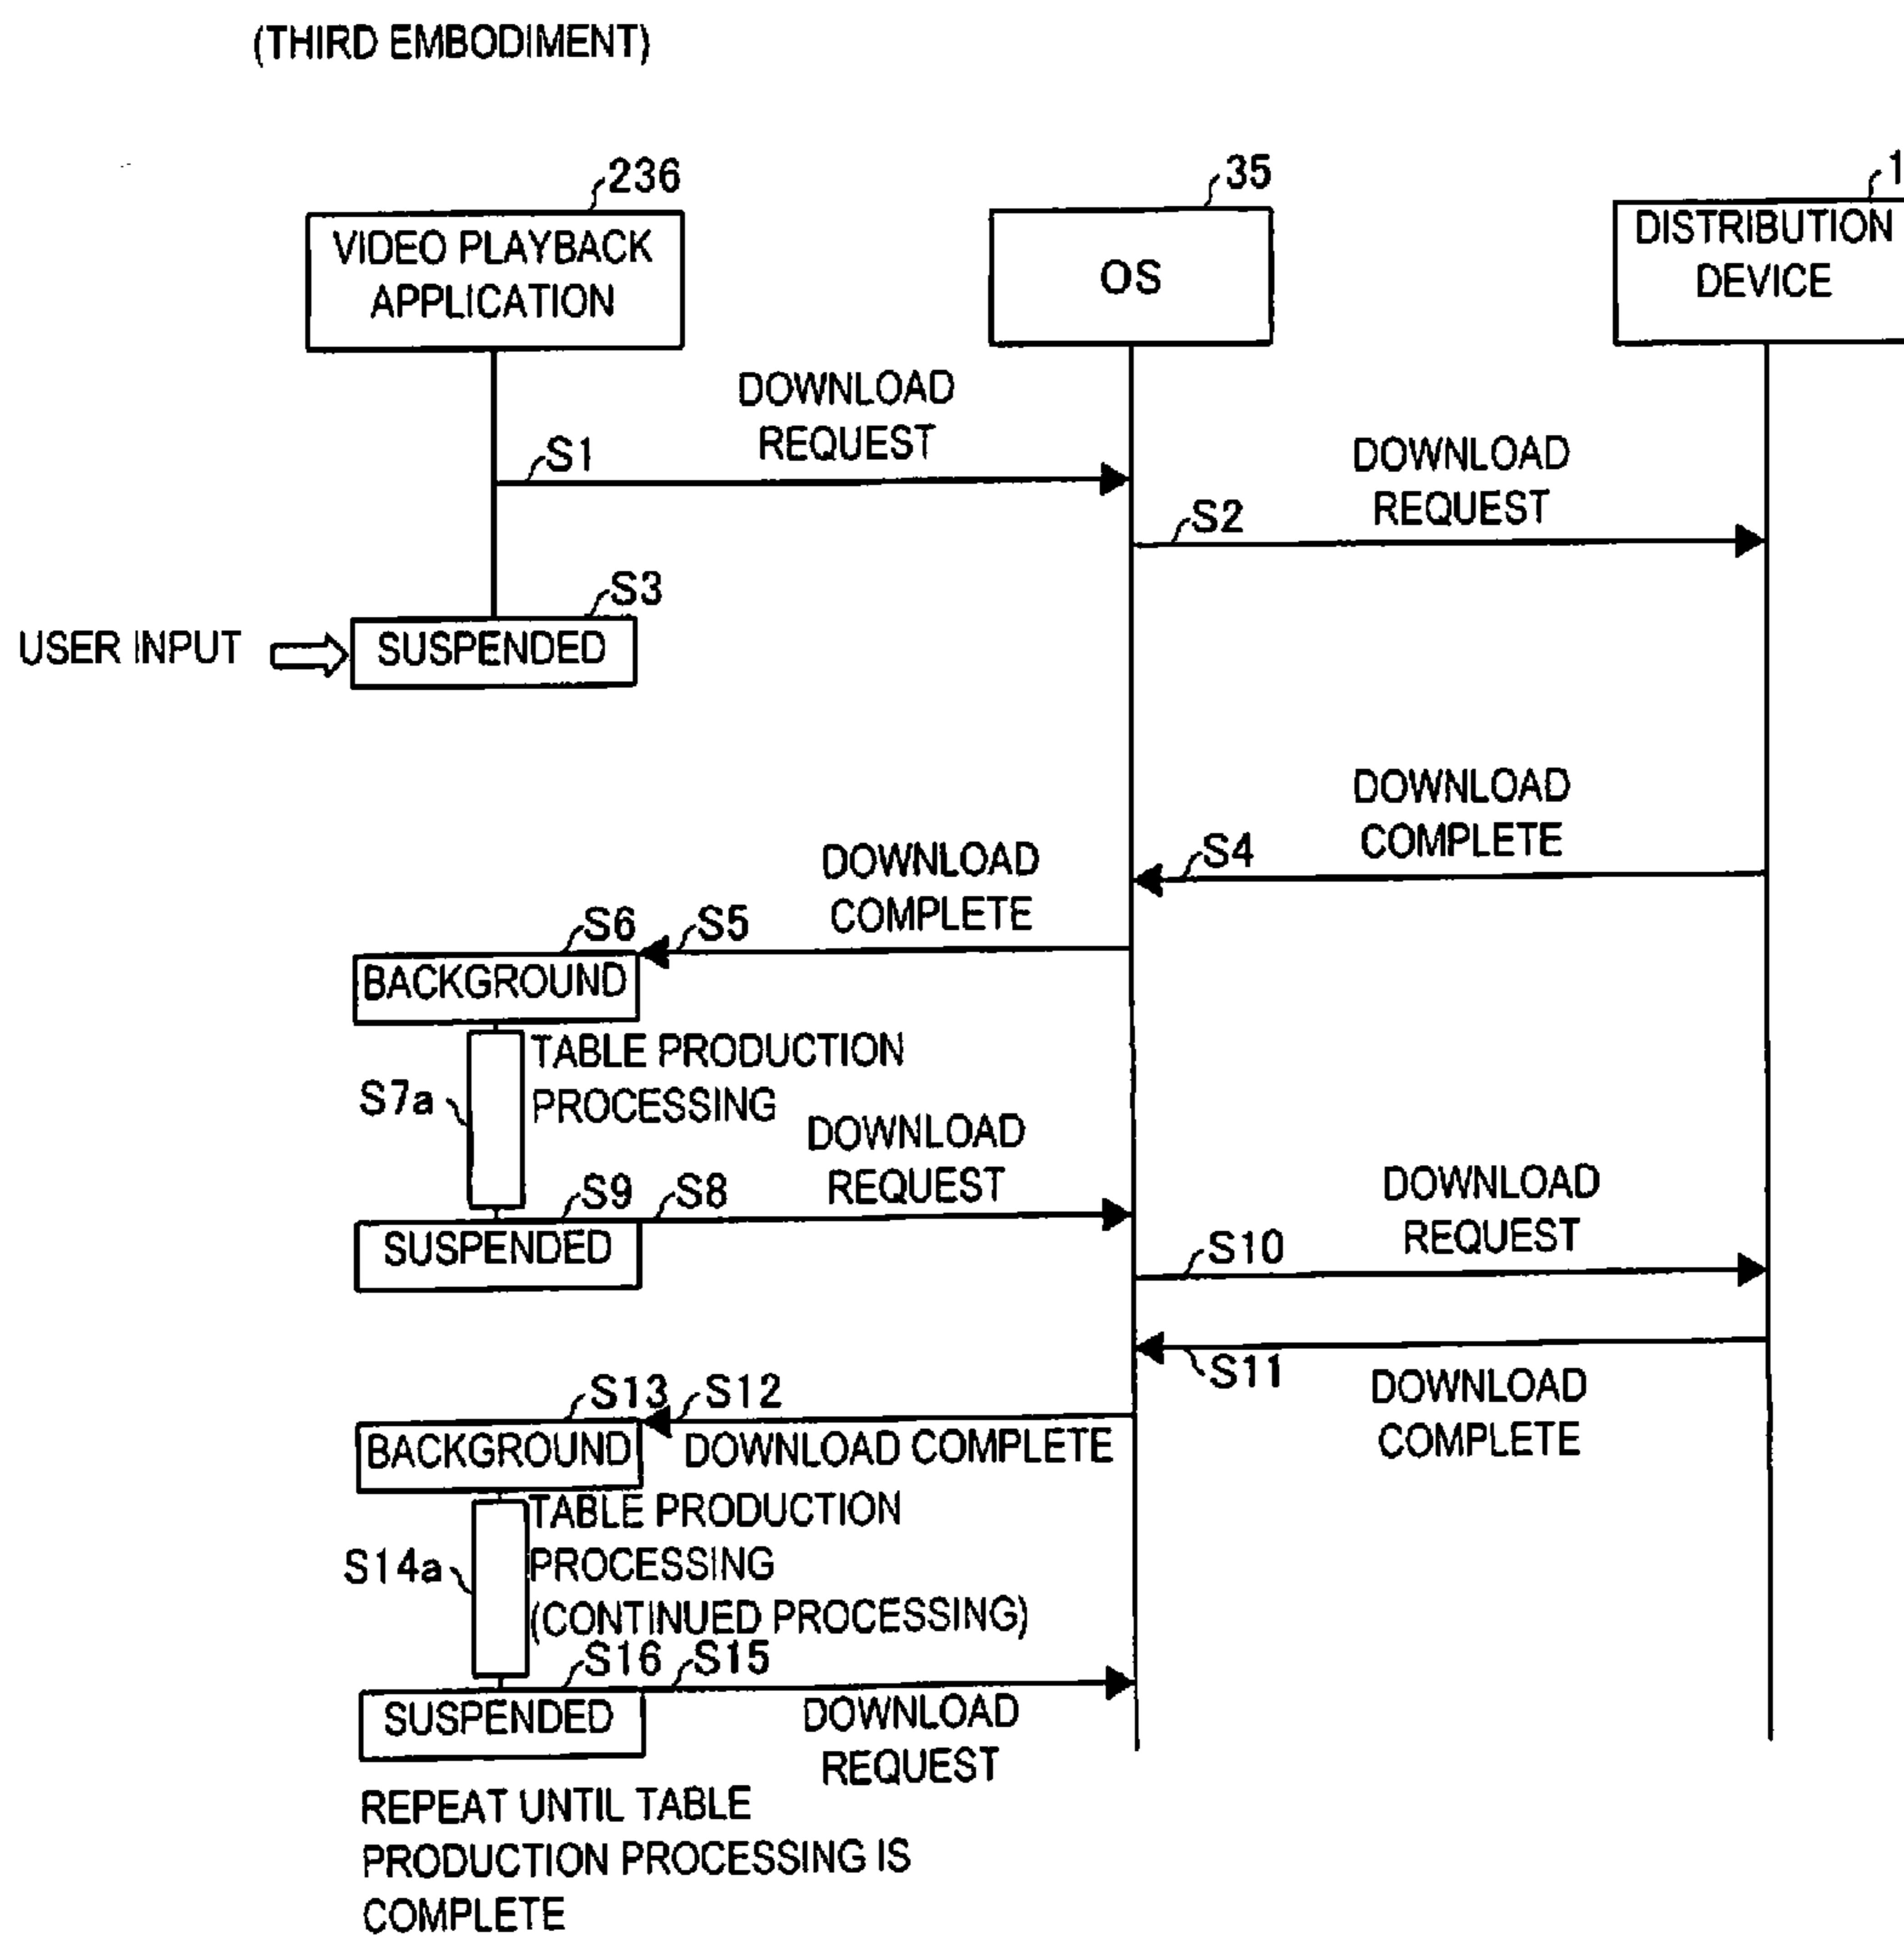 (THIRD EMBODIMENT)
236
35
1
VIDEO PLAYBACK
APPLICATION
OS
DISTRIBUTION
DEVICE
DOWNLOAD
REQUEST
S1
DOWNLOAD
REQUEST
S2
S3
USER INPUT
SUSPENDED
DOWNLOAD
COMPLETE
S4
DOWNLOAD
COMPLETE
S6
S5
BACKGROUND
TABLE PRODUCTION
PROCESSING
S7a
DOWNLOAD
REQUEST
S9
S8
SUSPENDED
DOWNLOAD
REQUEST
S10
S11
DOWNLOAD
COMPLETE
S13
S12
BACKGROUND
DOWNLOAD COMPLETE
TABLE PRODUCTION
PROCESSING
(CONTINUED PROCESSING)
S14a
S16
S15
SUSPENDED
DOWNLOAD
REQUEST
REPEAT UNTIL TABLE
PRODUCTION PROCESSING IS
COMPLETE